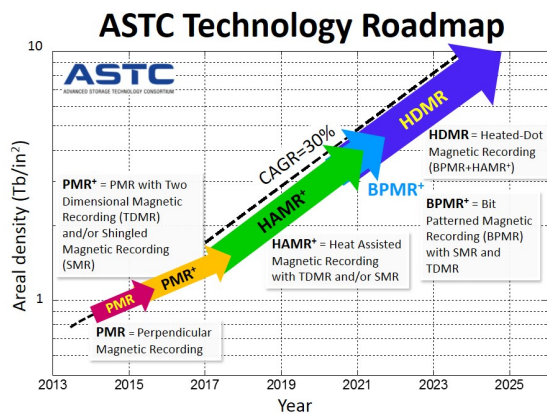 ASTC Technology Roadmap
10
ASTC
ADVANCED STORAGE TECHNOLOGY CONSORTIUM
HDMR
CAGR=30%
HDMR = Heated-Dot
Magnetic Recording
(BPMR+HAMR⁺)
PMR⁺ = PMR with Two
Dimensional Magnetic
Recording (TDMR)
and/or Shingled
Magnetic Recording
(SMR)
HAMR⁺
BPMR⁺
BPMR⁺ = Bit
Patterned Magnetic
Recording (BPMR)
with SMR and
TDMR
HAMR⁺ = Heat Assisted
Magnetic Recording
with TDMR and/or SMR
Areal density (Tb/in²)
PMR⁺
PMR
1
PMR = Perpendicular
Magnetic Recording
2013 2015 2017 2019 2021 2023 2025
Year